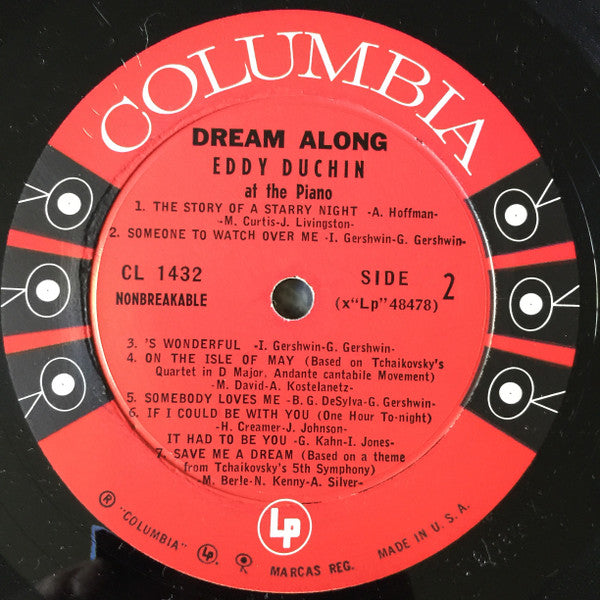 COLUMBIA
DREAM ALONG
EDDY DUCHIN
at the Piano
1. THE STORY OF A STARRY NIGHT -A. Hoffman-
-M. Curtis-J. Livingston-
2. SOMEONE TO WATCH OVER ME -I. Gershwin-G. Gershwin-
CL 1432
NONBREAKABLE
SIDE 2
(x"Lp"48478)
3. 'S WONDERFUL -I. Gershwin-G. Gershwin-
4. ON THE ISLE OF MAY (Based on Tchaikovsky's
Quartet in D Major. Andante cantabile Movement)
-M. David-A. Kostelanetz-
5. SOMEBODY LOVES ME -B. G. DeSylva-G. Gershwin-
6. IF I COULD BE WITH YOU (One Hour To-night)
-H. Creamer-J. Johnson-
IT HAD TO BE YOU -G. Kahn-I. Jones-
7. SAVE ME A DREAM (Based on a theme
from Tchaikovsky's 5th Symphony)
-M. Berle-N. Kenny-A. Silver-
Lp
® "COLUMBIA" Lp. MARCAS REG. MADE IN U. S. A.